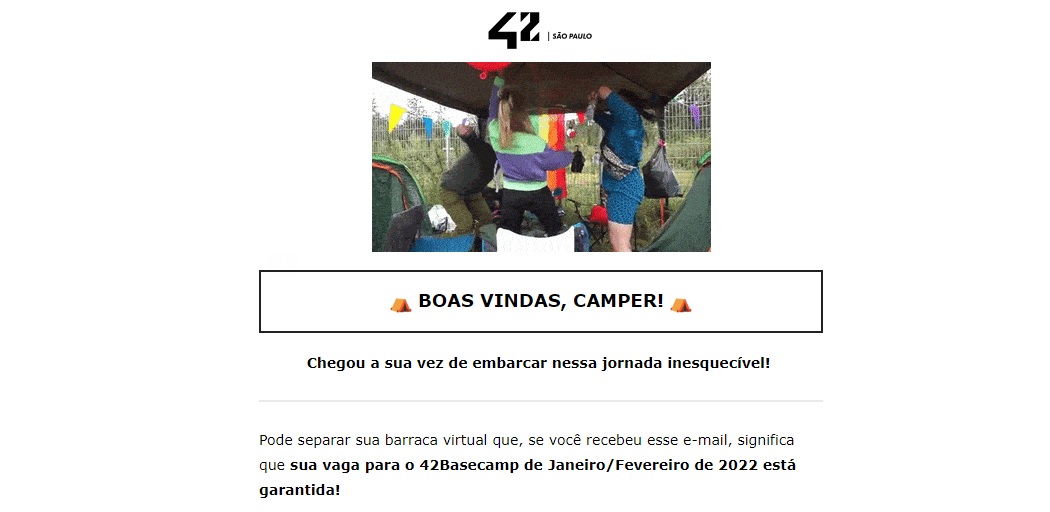 42 | SÃO PAULO
BOAS VINDAS, CAMPER!
Chegou a sua vez de embarcar nessa jornada inesquecível!
Pode separar sua barraca virtual que, se você recebeu esse e-mail, significa
que sua vaga para o 42Basecamp de Janeiro/Fevereiro de 2022 está
garantida!